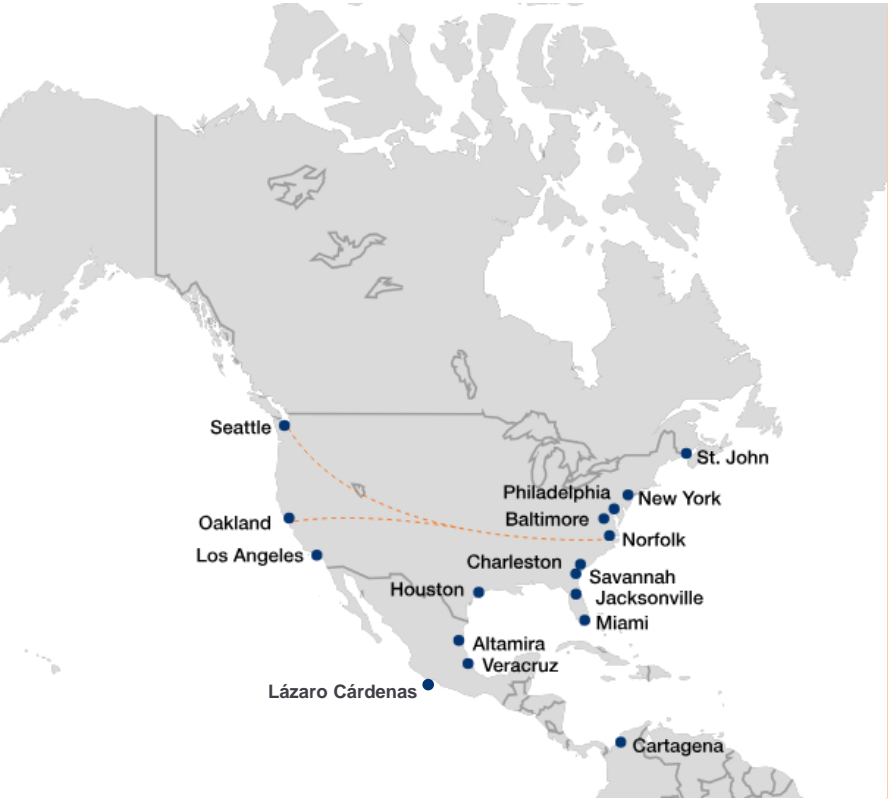 Seattle
St. John
Philadelphia
New York
Oakland
Baltimore
Norfolk
Los Angeles
Charleston
Savannah
Houston
Jacksonville
Miami
Altamira
Veracruz
Lázaro Cárdenas
Cartagena